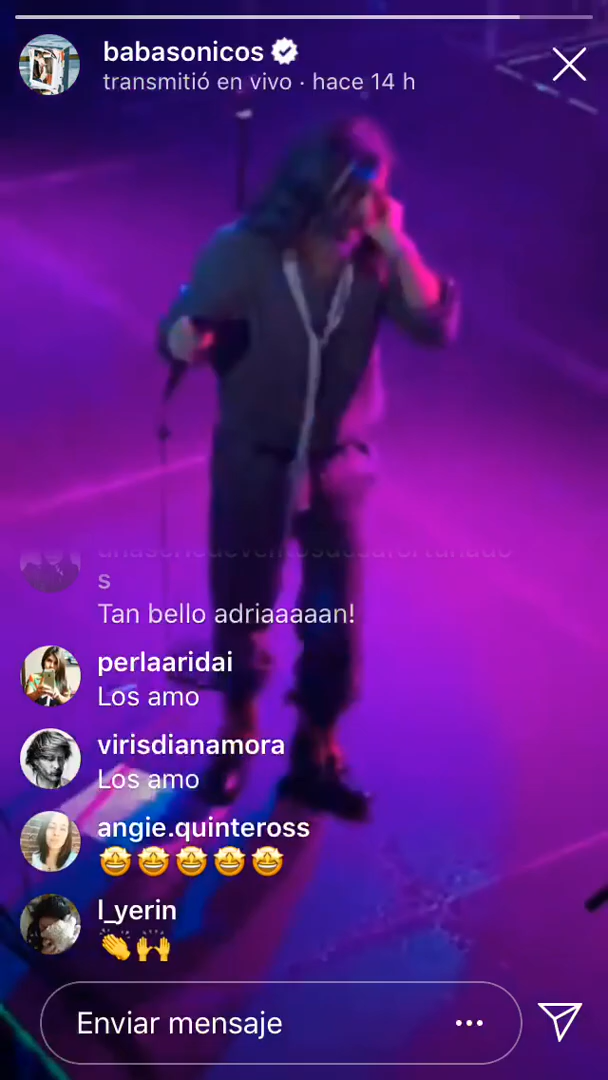 babasonicos
transmitió en vivo · hace 14 h
s
Tan bello adriaaaaan!
perlaaridai
Los amo
virisdianamora
Los amo
angie.quinteross
🤩🤩🤩🤩🤩
l_yerin
👏🙌
Enviar mensaje